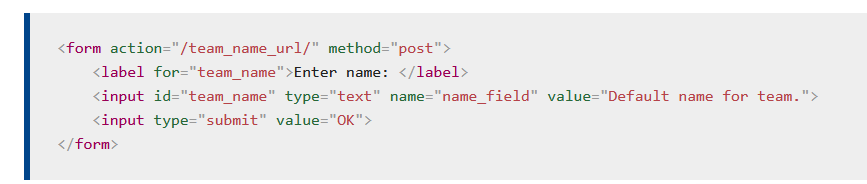 <form action="/team_name_url/" method="post">
    <label for="team_name">Enter name: </label>
    <input id="team_name" type="text" name="name_field" value="Default name for team.">
    <input type="submit" value="OK">
</form>